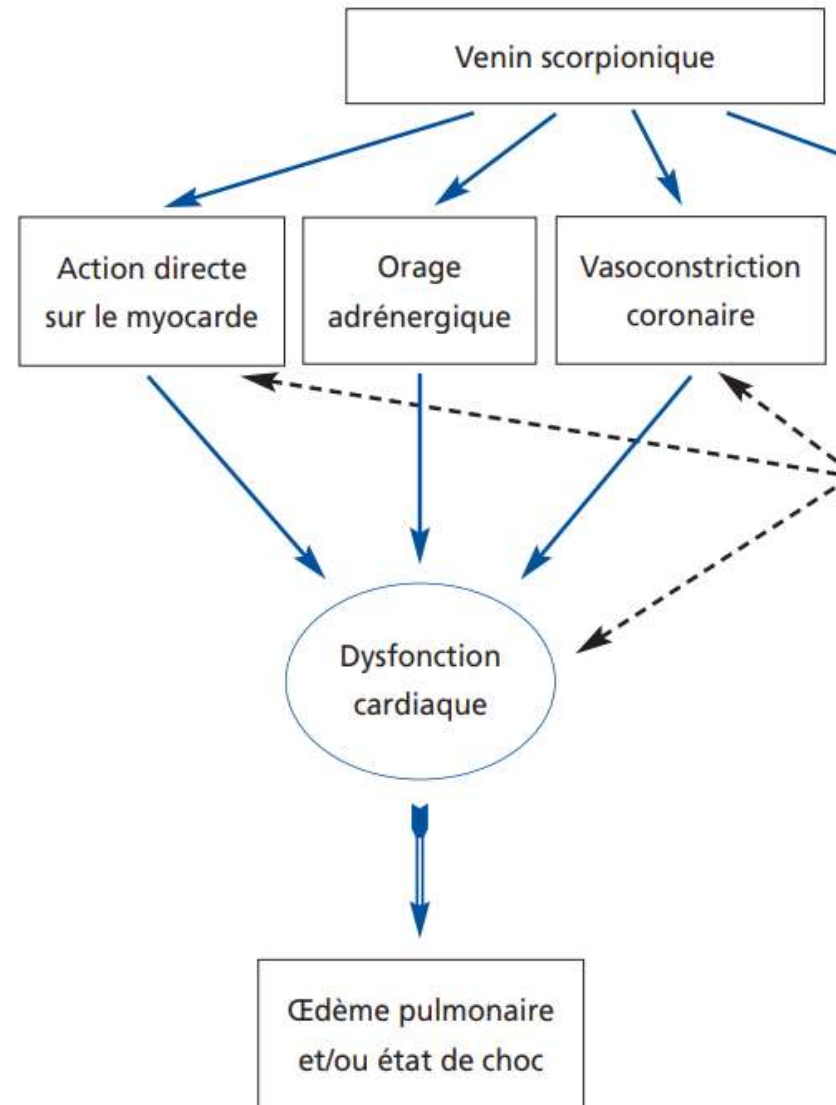 Venin scorpionique
Action directe
sur le myocarde
Orage
adrénergique
Vasoconstriction
coronaire
Dysfonction
cardiaque
Œdème pulmonaire
et/ou état de choc